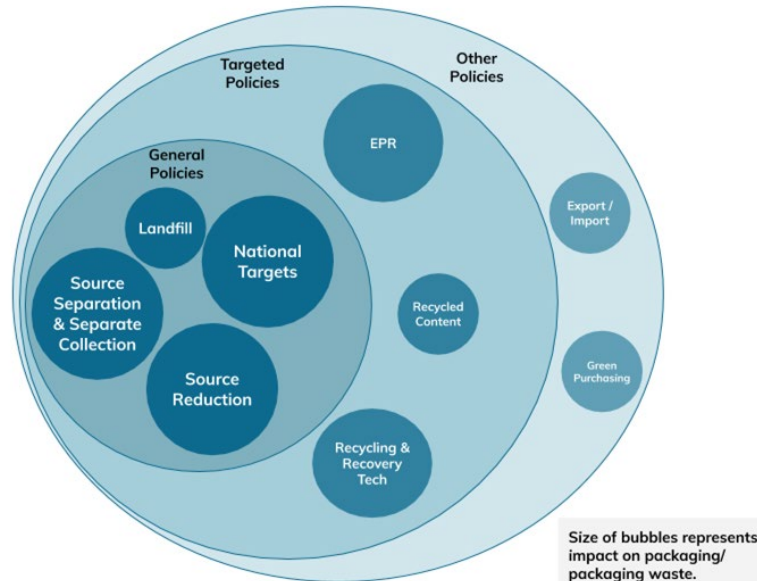 Other
Policies
Targeted
Policies
EPR
General
Policies
Export /
Import
Landfill
National
Targets
Source
Separation
& Separate
Collection
Recycled
Content
Green
Purchasing
Source
Reduction
Recycling &
Recovery
Tech
Size of bubbles represents
impact on packaging/
packaging waste.